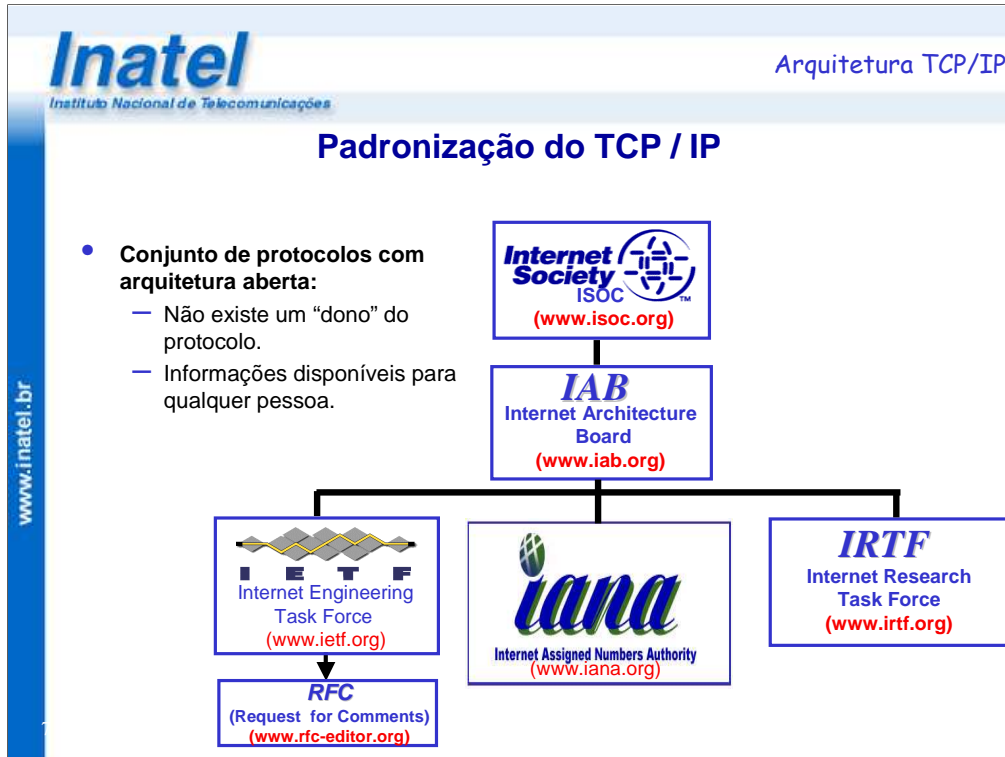 Inatel
Instituto Nacional de Telecomunicações
Arquitetura TCP/IP
Padronização do TCP / IP
• Conjunto de protocolos com
arquitetura aberta:
– Não existe um “dono” do
protocolo.
– Informações disponíveis para
qualquer pessoa.
Internet
Society
ISOC
TM
(www.isoc.org)
IAB
Internet Architecture
Board
(www.iab.org)
IETF
Internet Engineering
Task Force
(www.ietf.org)
iana
Internet Assigned Numbers Authority
(www.iana.org)
IRTF
Internet Research
Task Force
(www.irtf.org)
RFC
(Request for Comments)
(www.rfc-editor.org)
www.inatel.br